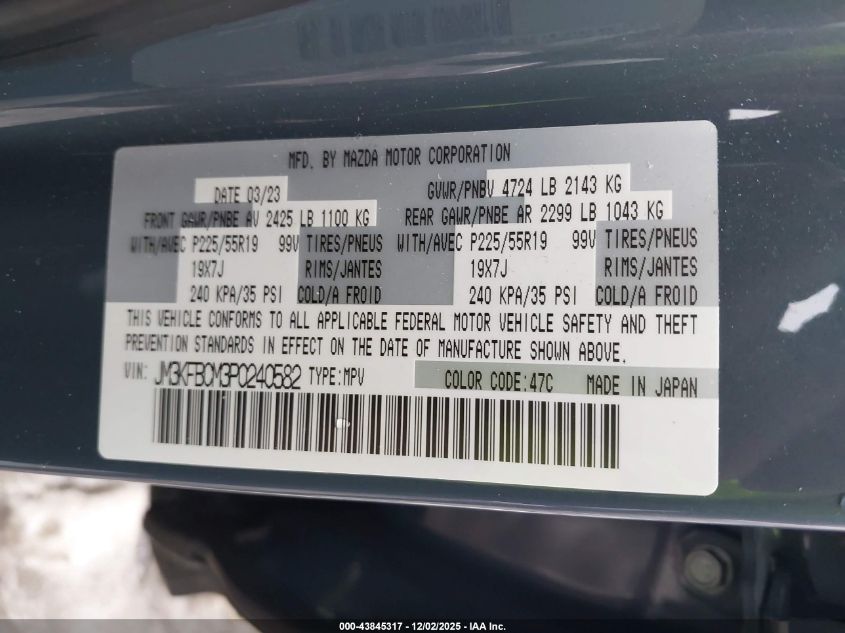 MFD. BY MAZDA MOTOR CORPORATION
DATE 03/23 GVWR/PNBV 4724 LB 2143 KG
FRONT GAWR/PNBE AV 2425 LB 1100 KG REAR GAWR/PNBE AR 2299 LB 1043 KG
WITH/AVEC P225/55R19 99V TIRES/PNEUS WITH/AVEC P225/55R19 99V TIRES/PNEUS
19X7J RIMS/JANTES 19X7J RIMS/JANTES
240 KPA/35 PSI COLD/A FROID 240 KPA/35 PSI COLD/A FROID
THIS VEHICLE CONFORMS TO ALL APPLICABLE FEDERAL MOTOR VEHICLE SAFETY AND THEFT
PREVENTION STANDARDS IN EFFECT ON THE DATE OF MANUFACTURE SHOWN ABOVE.
VIN: JM3KFBCM3P0240582 TYPE:MPV COLOR CODE:47C MADE IN JAPAN
000-43845317 - 12/02/2025 - IAA Inc.